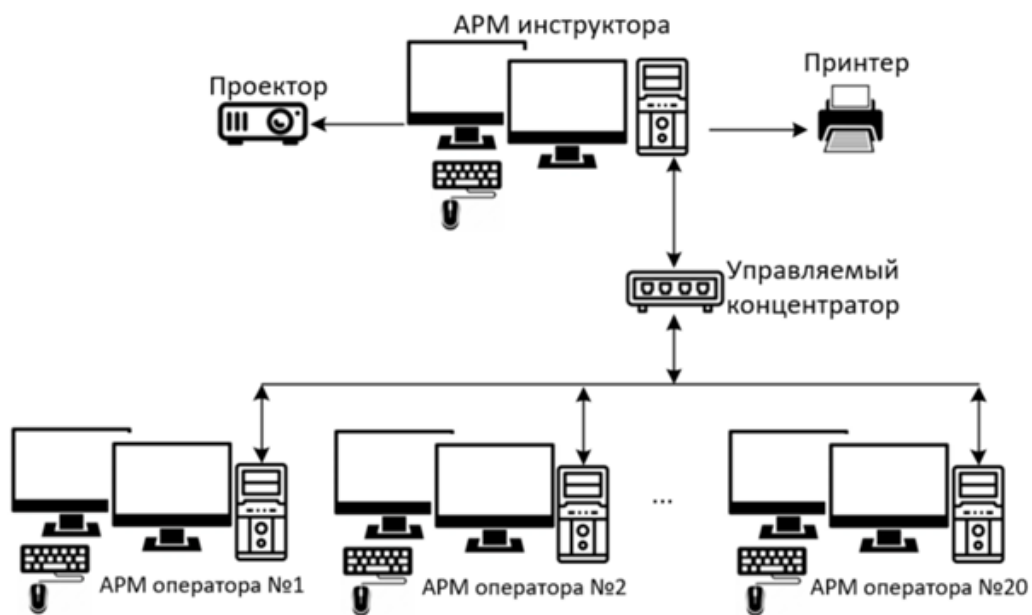 АРМ инструктора
Проектор
Принтер
Управляемый
концентратор
...
АРМ оператора №1
АРМ оператора №2
АРМ оператора №20